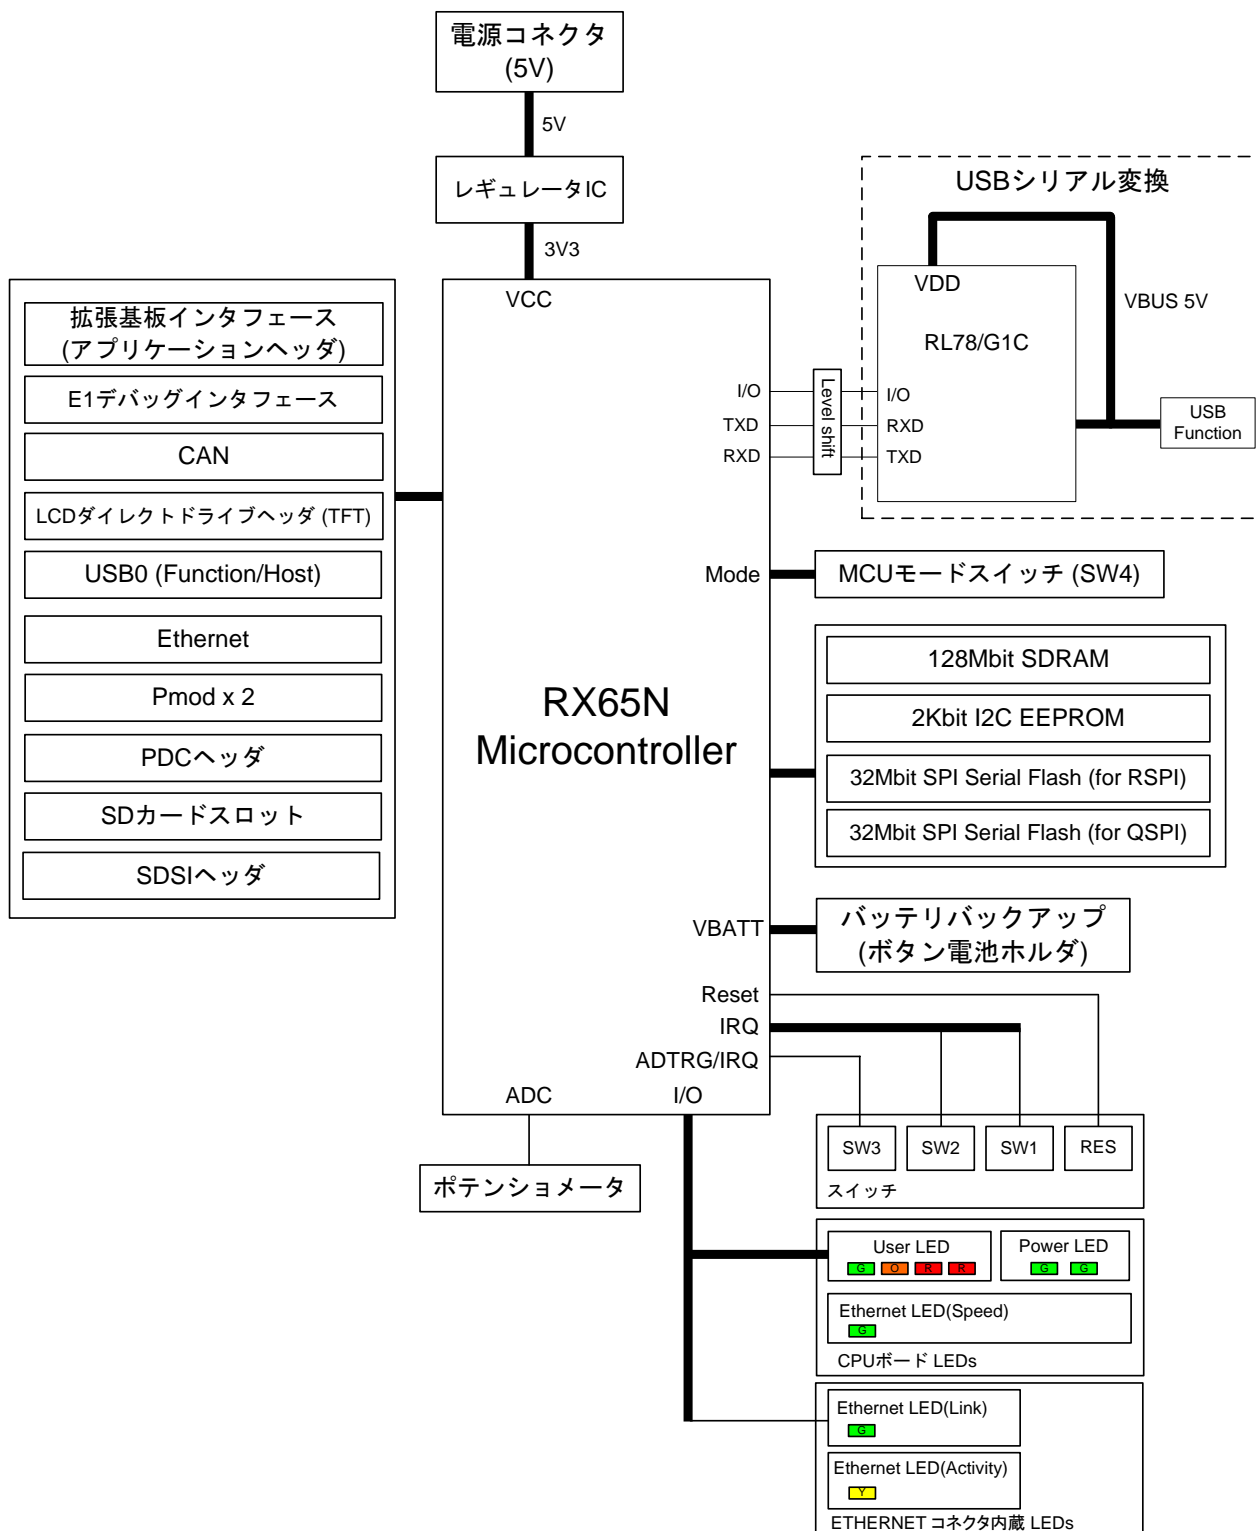 電源コネクタ
(5V)
5V
レギュレータIC
3V3
USBシリアル変換
VDD
RL78/G1C
VBUS 5V
I/O
RXD
TXD
USB
Function
Level shift
拡張基板インタフェース
(アプリケーションヘッダ)
E1デバッグインタフェース
CAN
LCDダイレクトドライブヘッダ (TFT)
USB0 (Function/Host)
Ethernet
Pmod x 2
PDCヘッダ
SDカードスロット
SDSIヘッダ
VCC
I/O
TXD
RXD
Mode
RX65N
Microcontroller
VBATT
Reset
IRQ
ADTRG/IRQ
ADC
I/O
MCUモードスイッチ (SW4)
128Mbit SDRAM
2Kbit I2C EEPROM
32Mbit SPI Serial Flash (for RSPI)
32Mbit SPI Serial Flash (for QSPI)
バッテリバックアップ
(ボタン電池ホルダ)
ポテンショメータ
SW3
SW2
SW1
RES
スイッチ
User LED
G O R R
Power LED
G G
Ethernet LED(Speed)
G
CPUボード LEDs
Ethernet LED(Link)
G
Ethernet LED(Activity)
Y
ETHERNET コネクタ内蔵 LEDs